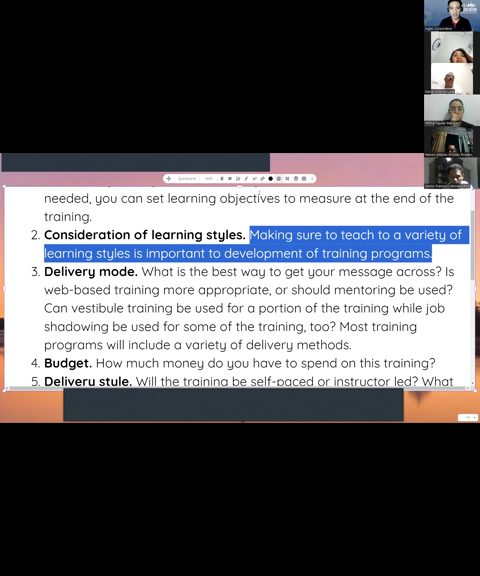 needed, you can set learning objectives to measure at the end of the
training.
2. Consideration of learning styles. Making sure to teach to a variety of
learning styles is important to development of training programs.
3. Delivery mode. What is the best way to get your message across? Is
web-based training more appropriate, or should mentoring be used?
Can vestibule training be used for a portion of the training while job
shadowing be used for some of the training, too? Most training
programs will include a variety of delivery methods.
4. Budget. How much money do you have to spend on this training?
5. Delivery style. Will the training be self-paced or instructor led? What